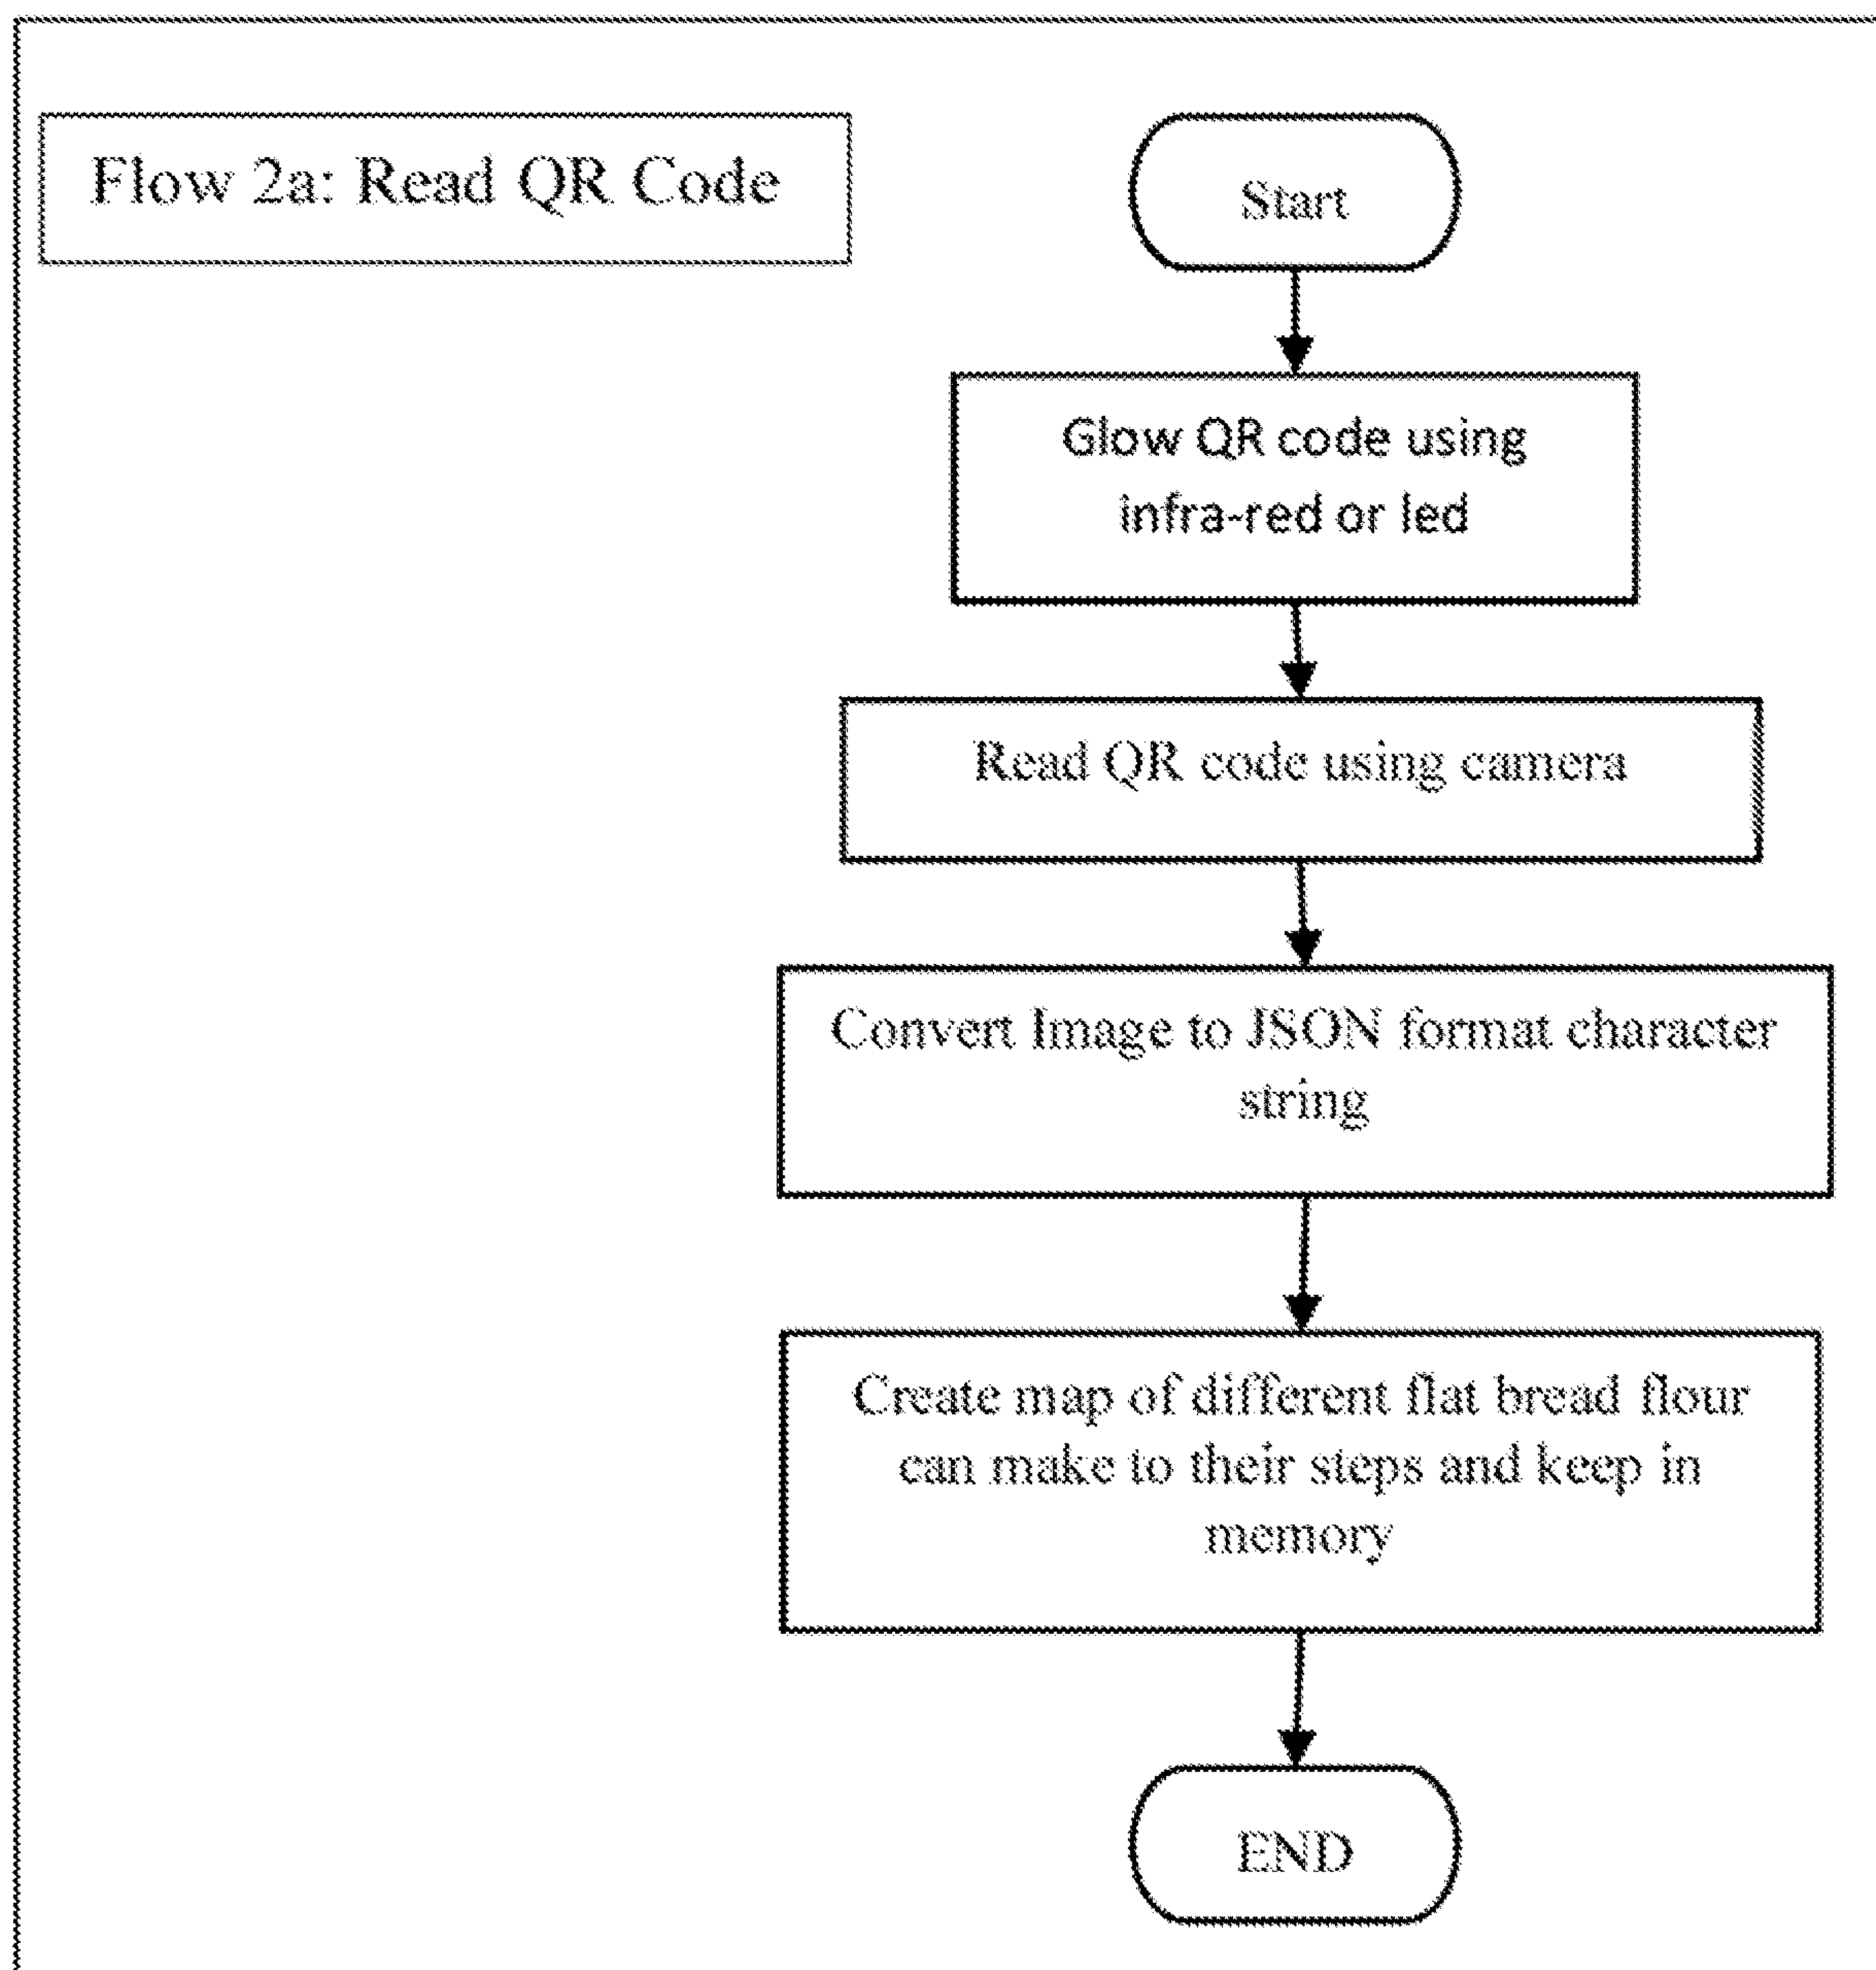 Flow 2a: Read QR Code
Start
Glow QR code using
infra-red or led
Read QR code using camera
Convert Image to JSON format character
string
Create map of different flat bread flour
can make to their steps and keep in
memory
END